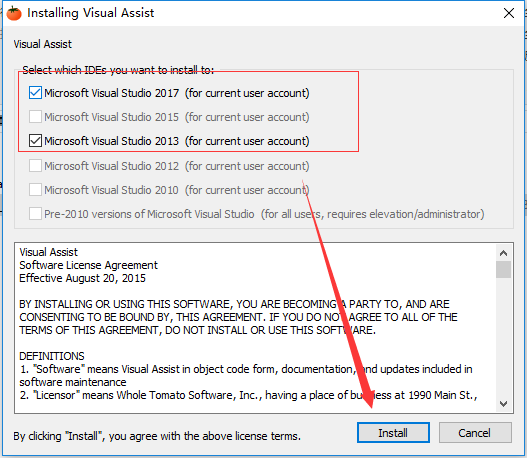 Installing Visual Assist
Visual Assist
Select which IDEs you want to install to:
Microsoft Visual Studio 2017 (for current user account)
Microsoft Visual Studio 2015 (for current user account)
Microsoft Visual Studio 2013 (for current user account)
Microsoft Visual Studio 2012 (for current user account)
Microsoft Visual Studio 2010 (for current user account)
Pre-2010 versions of Microsoft Visual Studio (for all users, requires elevation/administrator)
Visual Assist
Software License Agreement
Effective August 20, 2015
BY INSTALLING OR USING THIS SOFTWARE, YOU ARE BECOMING A PARTY TO, AND ARE
CONSENTING TO BE BOUND BY, THIS AGREEMENT. IF YOU DO NOT AGREE TO ALL OF THE
TERMS OF THIS AGREEMENT, DO NOT INSTALL OR USE THIS SOFTWARE.
DEFINITIONS
1. "Software" means Visual Assist in object code form, documentation, and updates included in
software maintenance
2. "Licensor" means Whole Tomato Software, Inc., having a place of business at 1990 Main St.,
By clicking "Install", you agree with the above license terms.
Install
Cancel